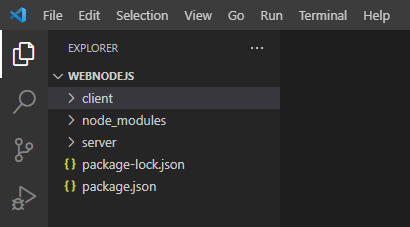 File Edit Selection View Go Run Terminal Help
EXPLORER ...
WEBNODEJS
client
node_modules
server
{} package-lock.json
{} package.json